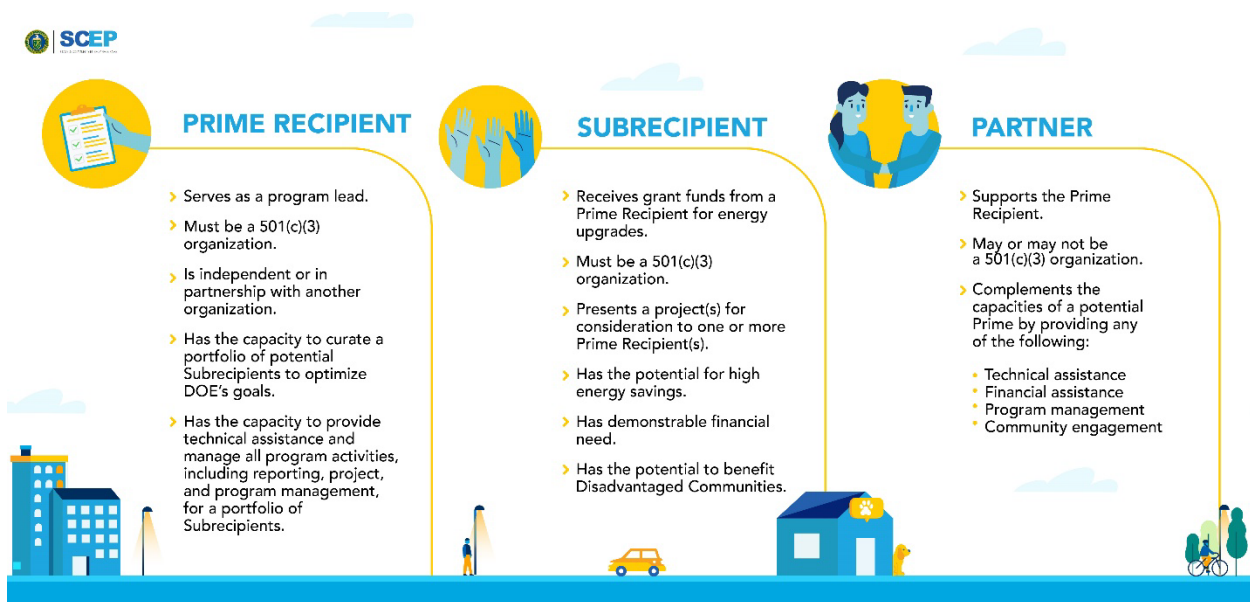 SCEP
PRIME RECIPIENT
Serves as a program lead.
Must be a 501(c)(3)
organization.
Is independent or in
partnership with another
organization.
Has the capacity to curate a
portfolio of potential
Subrecipients to optimize
DOE's goals.
Has the capacity to provide
technical assistance and
manage all program activities,
including reporting, project,
and program management,
for a portfolio of
Subrecipients.
SUBRECIPIENT
Receives grant funds from a
Prime Recipient for energy
upgrades.
Must be a 501(c)(3)
organization.
Presents a project(s) for
consideration to one or more
Prime Recipient(s).
Has the potential for high
energy savings.
Has demonstrable financial
need.
Has the potential to benefit
Disadvantaged Communities.
PARTNER
Supports the Prime
Recipient.
May or may not be
a 501(c)(3) organization.
Complements the
capacities of a potential
Prime by providing any
of the following:
Technical assistance
Financial assistance
Program management
Community engagement